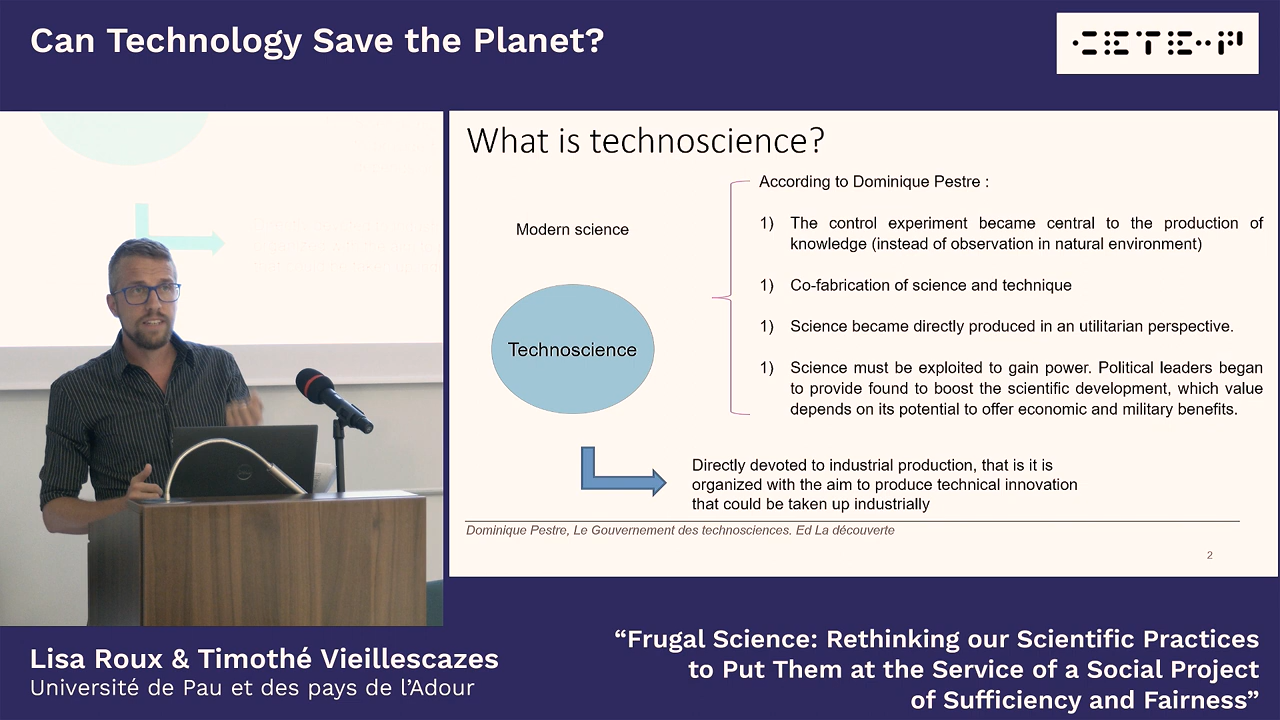 Can Technology Save the Planet?
What is technoscience?
Modern science
Technoscience
According to Dominique Pestre :
1) The control experiment became central to the production of
knowledge (instead of observation in natural environment)
1) Co-fabrication of science and technique
1) Science became directly produced in an utilitarian perspective.
1) Science must be exploited to gain power. Political leaders began
to provide found to boost the scientific development, which value
depends on its potential to offer economic and military benefits.
Directly devoted to industrial production, that is it is
organized with the aim to produce technical innovation
that could be taken up industrially
Dominique Pestre, Le Gouvernement des technosciences. Ed La découverte
2
Lisa Roux & Timothé Vieillescazes
Université de Pau et des pays de l’Adour
“Frugal Science: Rethinking our Scientific Practices
to Put Them at the Service of a Social Project
of Sufficiency and Fairness”